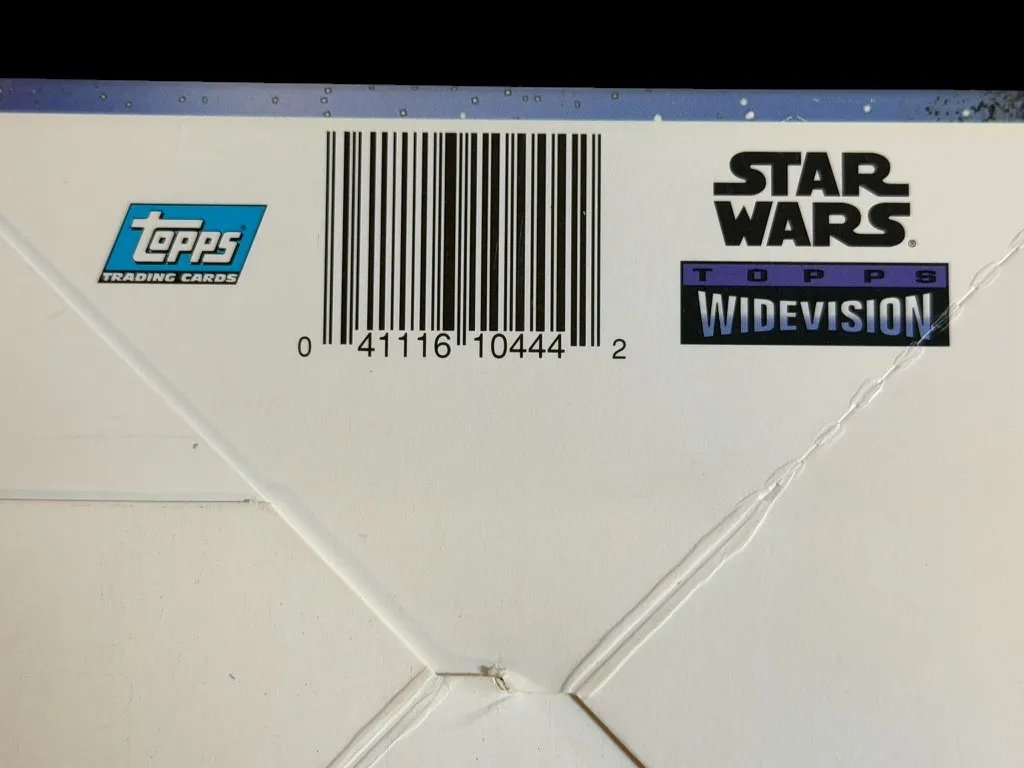 topps®
TRADING CARDS
0 41116 10444 2
STAR
WARS®
TOPPS
WIDEVISION